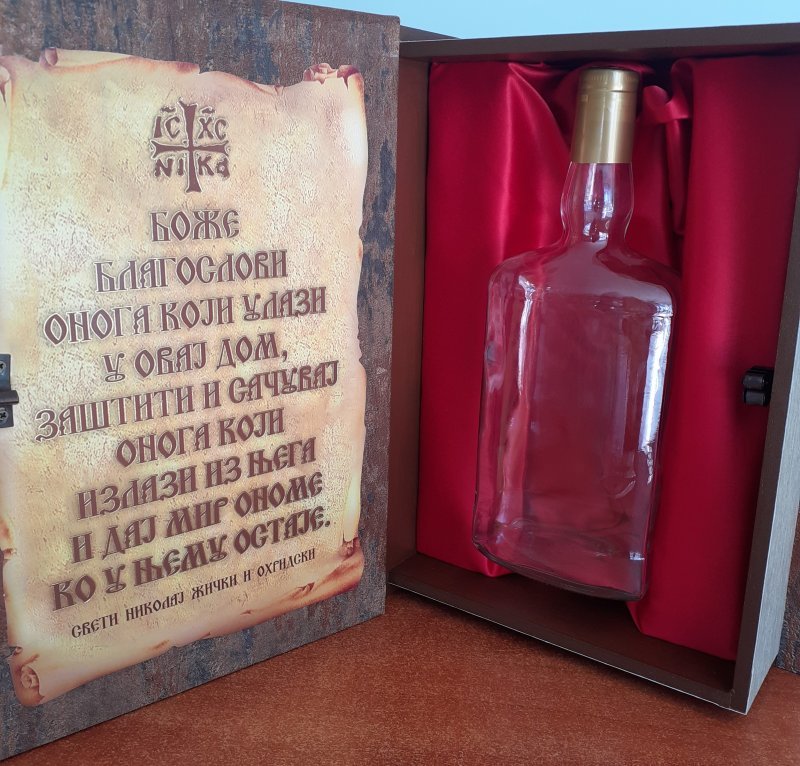 IC XC
NI KA
БОЖЕ
БЛАГОСЛОВИ
ОНОГА КОЈИ УЛАЗИ
У ОВАЈ ДОМ,
ЗАШТИТИ И САЧУВАЈ
ОНОГА КОЈИ
ИЗЛАЗИ ИЗ ЊЕГА
И ДАЈ МИР ОНОМЕ
КО У ЊЕМУ ОСТАЈЕ.
СВЕТИ НИКОЛАЈ ЖИЧКИ И ОХРИДСКИ